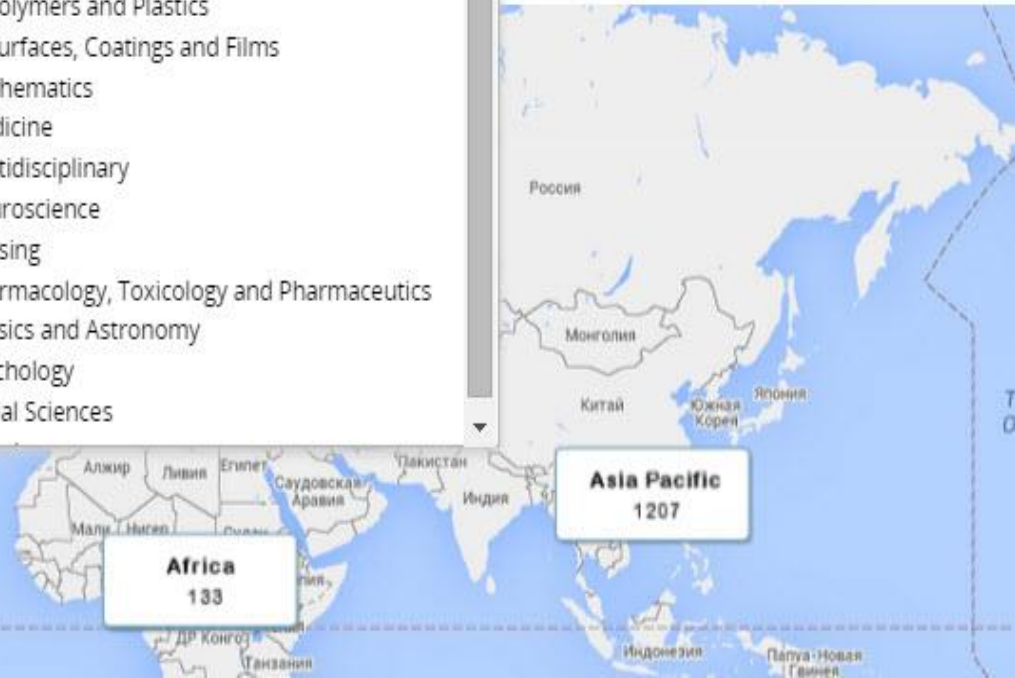 olymers and Plastics
urfaces, Coatings and Films
hematics
dicine
tidisciplinary
uroscience
sing
rmacology, Toxicology and Pharmaceutics
sics and Astronomy
chology
al Sciences
Россия
Монголия
Китай
Южная
Корея
Япония
Алжир
Ливия
Египет
Саудовская
Аравия
Пакистан
Индия
Asia Pacific
1207
Мали
Нигер
Судан
Africa
133
ДР Конго
Танзания
Индонезия
Папуа-Новая
Гвинея